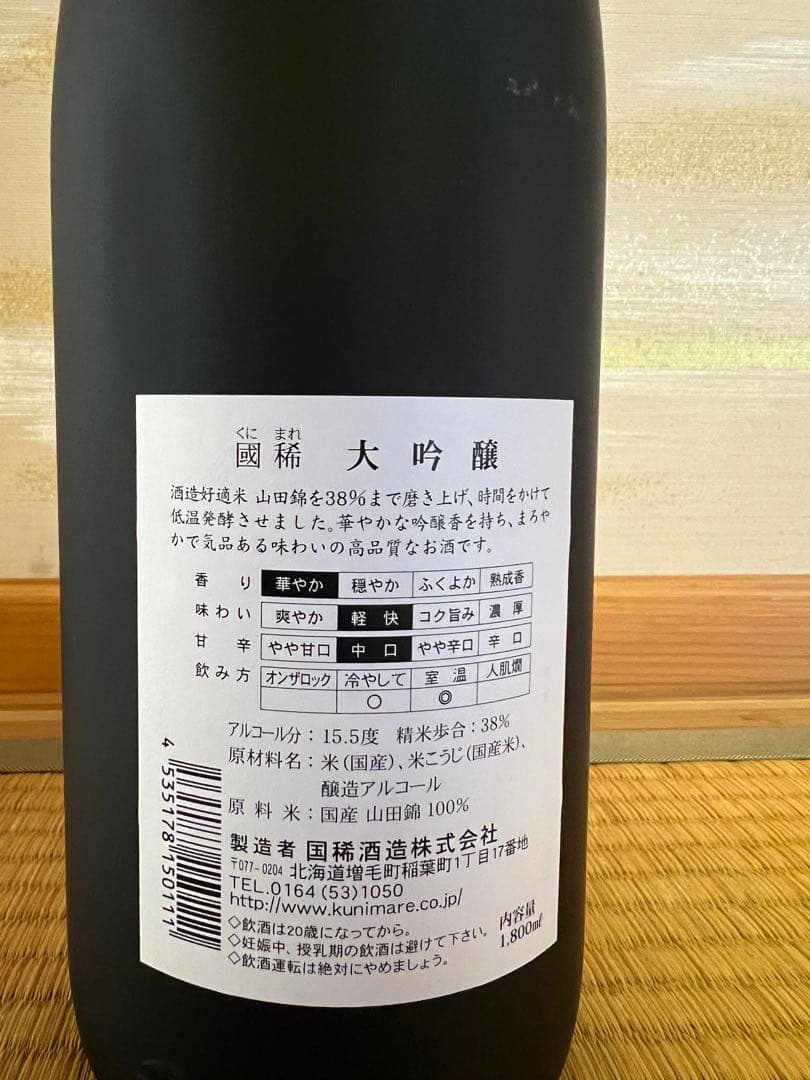 くに まれ
國稀 大吟醸
酒造好適米 山田錦を38%まで磨き上げ、時間をかけて
低温発酵させました。華やかな吟醸香を持ち、まろや
かで気品ある味わいの高品質なお酒です。
香り 華やか 穏やか ふくよか 熟成香
味わい 爽やか 軽快 コク旨み 濃厚
甘辛 やや甘口 中口 やや辛口 辛口
飲み方 オンザロック 冷やして 室温 人肌燗
○ ◎
アルコール分：15.5度 精米歩合：38%
原材料名：米（国産）、米こうじ（国産米）、
醸造アルコール
原料米：国産 山田錦 100%
製造者 国稀酒造株式会社
〒077-0204 北海道増毛町稲葉町1丁目17番地
TEL.0164 (53)1050
http://www.kunimare.co.jp/
◇飲酒は20歳になってから。
◇妊娠中、授乳期の飲酒は避けて下さい。
◇飲酒運転は絶対にやめましょう。
内容量
1,800ml
4 535178 150111